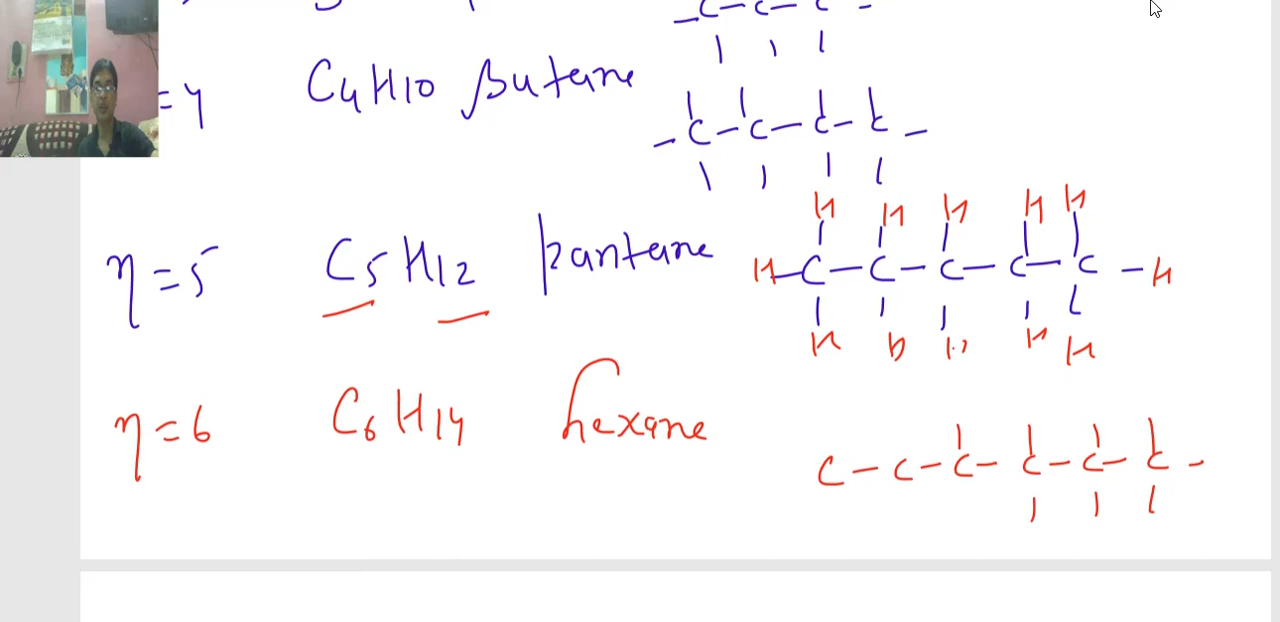 =4 C4H10 Butane
- C - C - C - C -
H H H H H
η=5 C5H12 pantane H-C - C - C - C - C - H
H H H H H
η=6 C6H14 hexane
C - C - C - C - C - C -